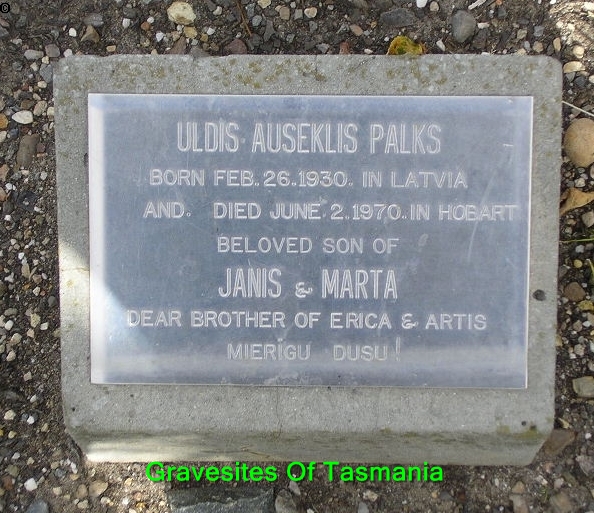 ©
ULDIS AUSEKLIS PALKS
BORN FEB. 26. 1930. IN LATVIA
AND. DIED JUNE. 2. 1970. IN HOBART
BELOVED SON OF
JANIS & MARTA
DEAR BROTHER OF ERICA & ARTIS
MIERIGU DUSU!
Gravesites Of Tasmania